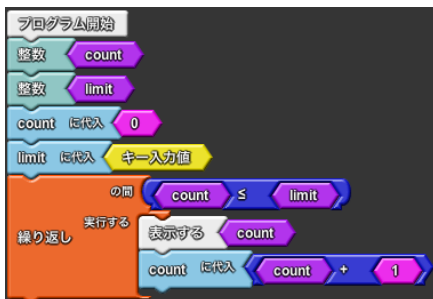 プログラム開始
整数 count
整数 limit
count に代入 0
limit に代入 キー入力値
の間 count ≤ limit
繰り返し 実行する 表示する count
count に代入 count + 1